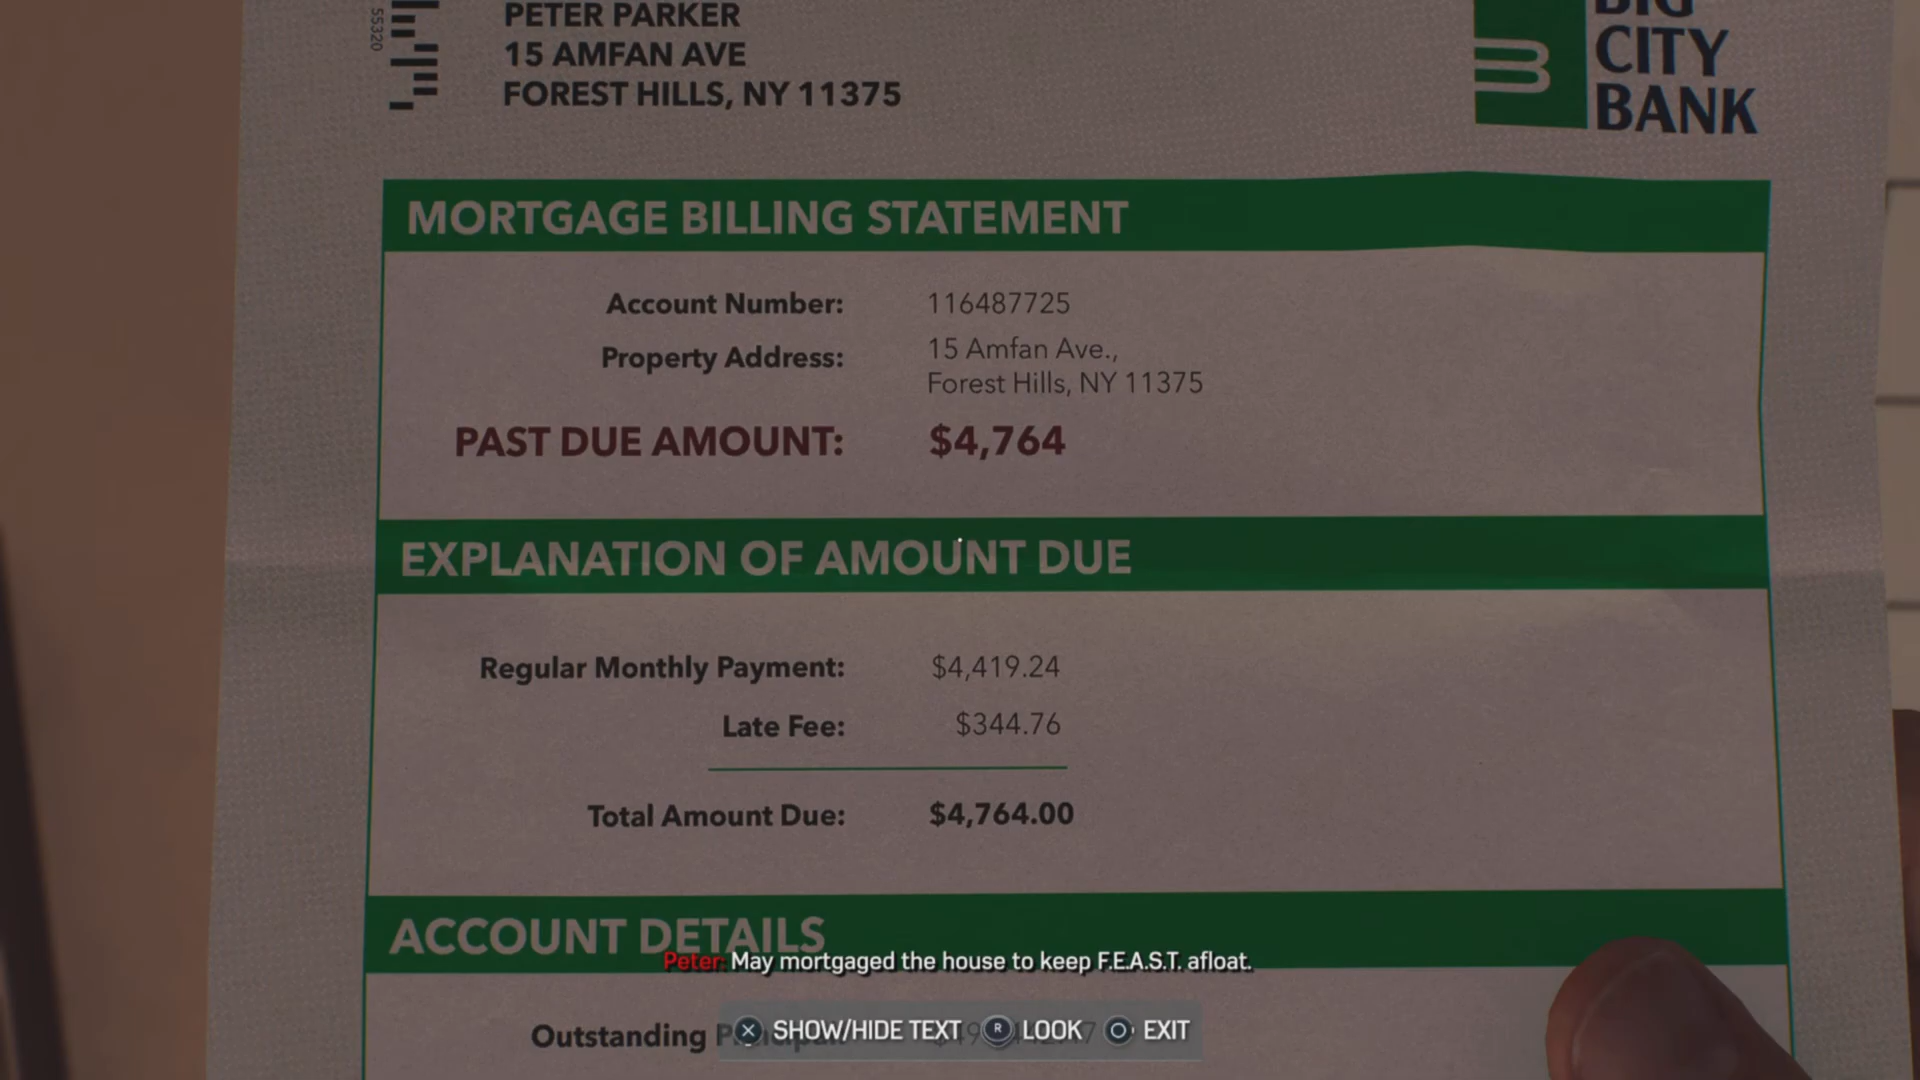 55320
PETER PARKER
15 AMFAN AVE
FOREST HILLS, NY 11375
BIG
CITY
BANK
MORTGAGE BILLING STATEMENT
Account Number: 116487725
Property Address: 15 Amfan Ave.,
Forest Hills, NY 11375
PAST DUE AMOUNT: $4,764
EXPLANATION OF AMOUNT DUE
Regular Monthly Payment: $4,419.24
Late Fee: $344.76
Total Amount Due: $4,764.00
ACCOUNT DETAILS
Peter: May mortgaged the house to keep F.E.A.S.T. afloat.
Outstanding
SHOW/HIDE TEXT R LOOK EXIT